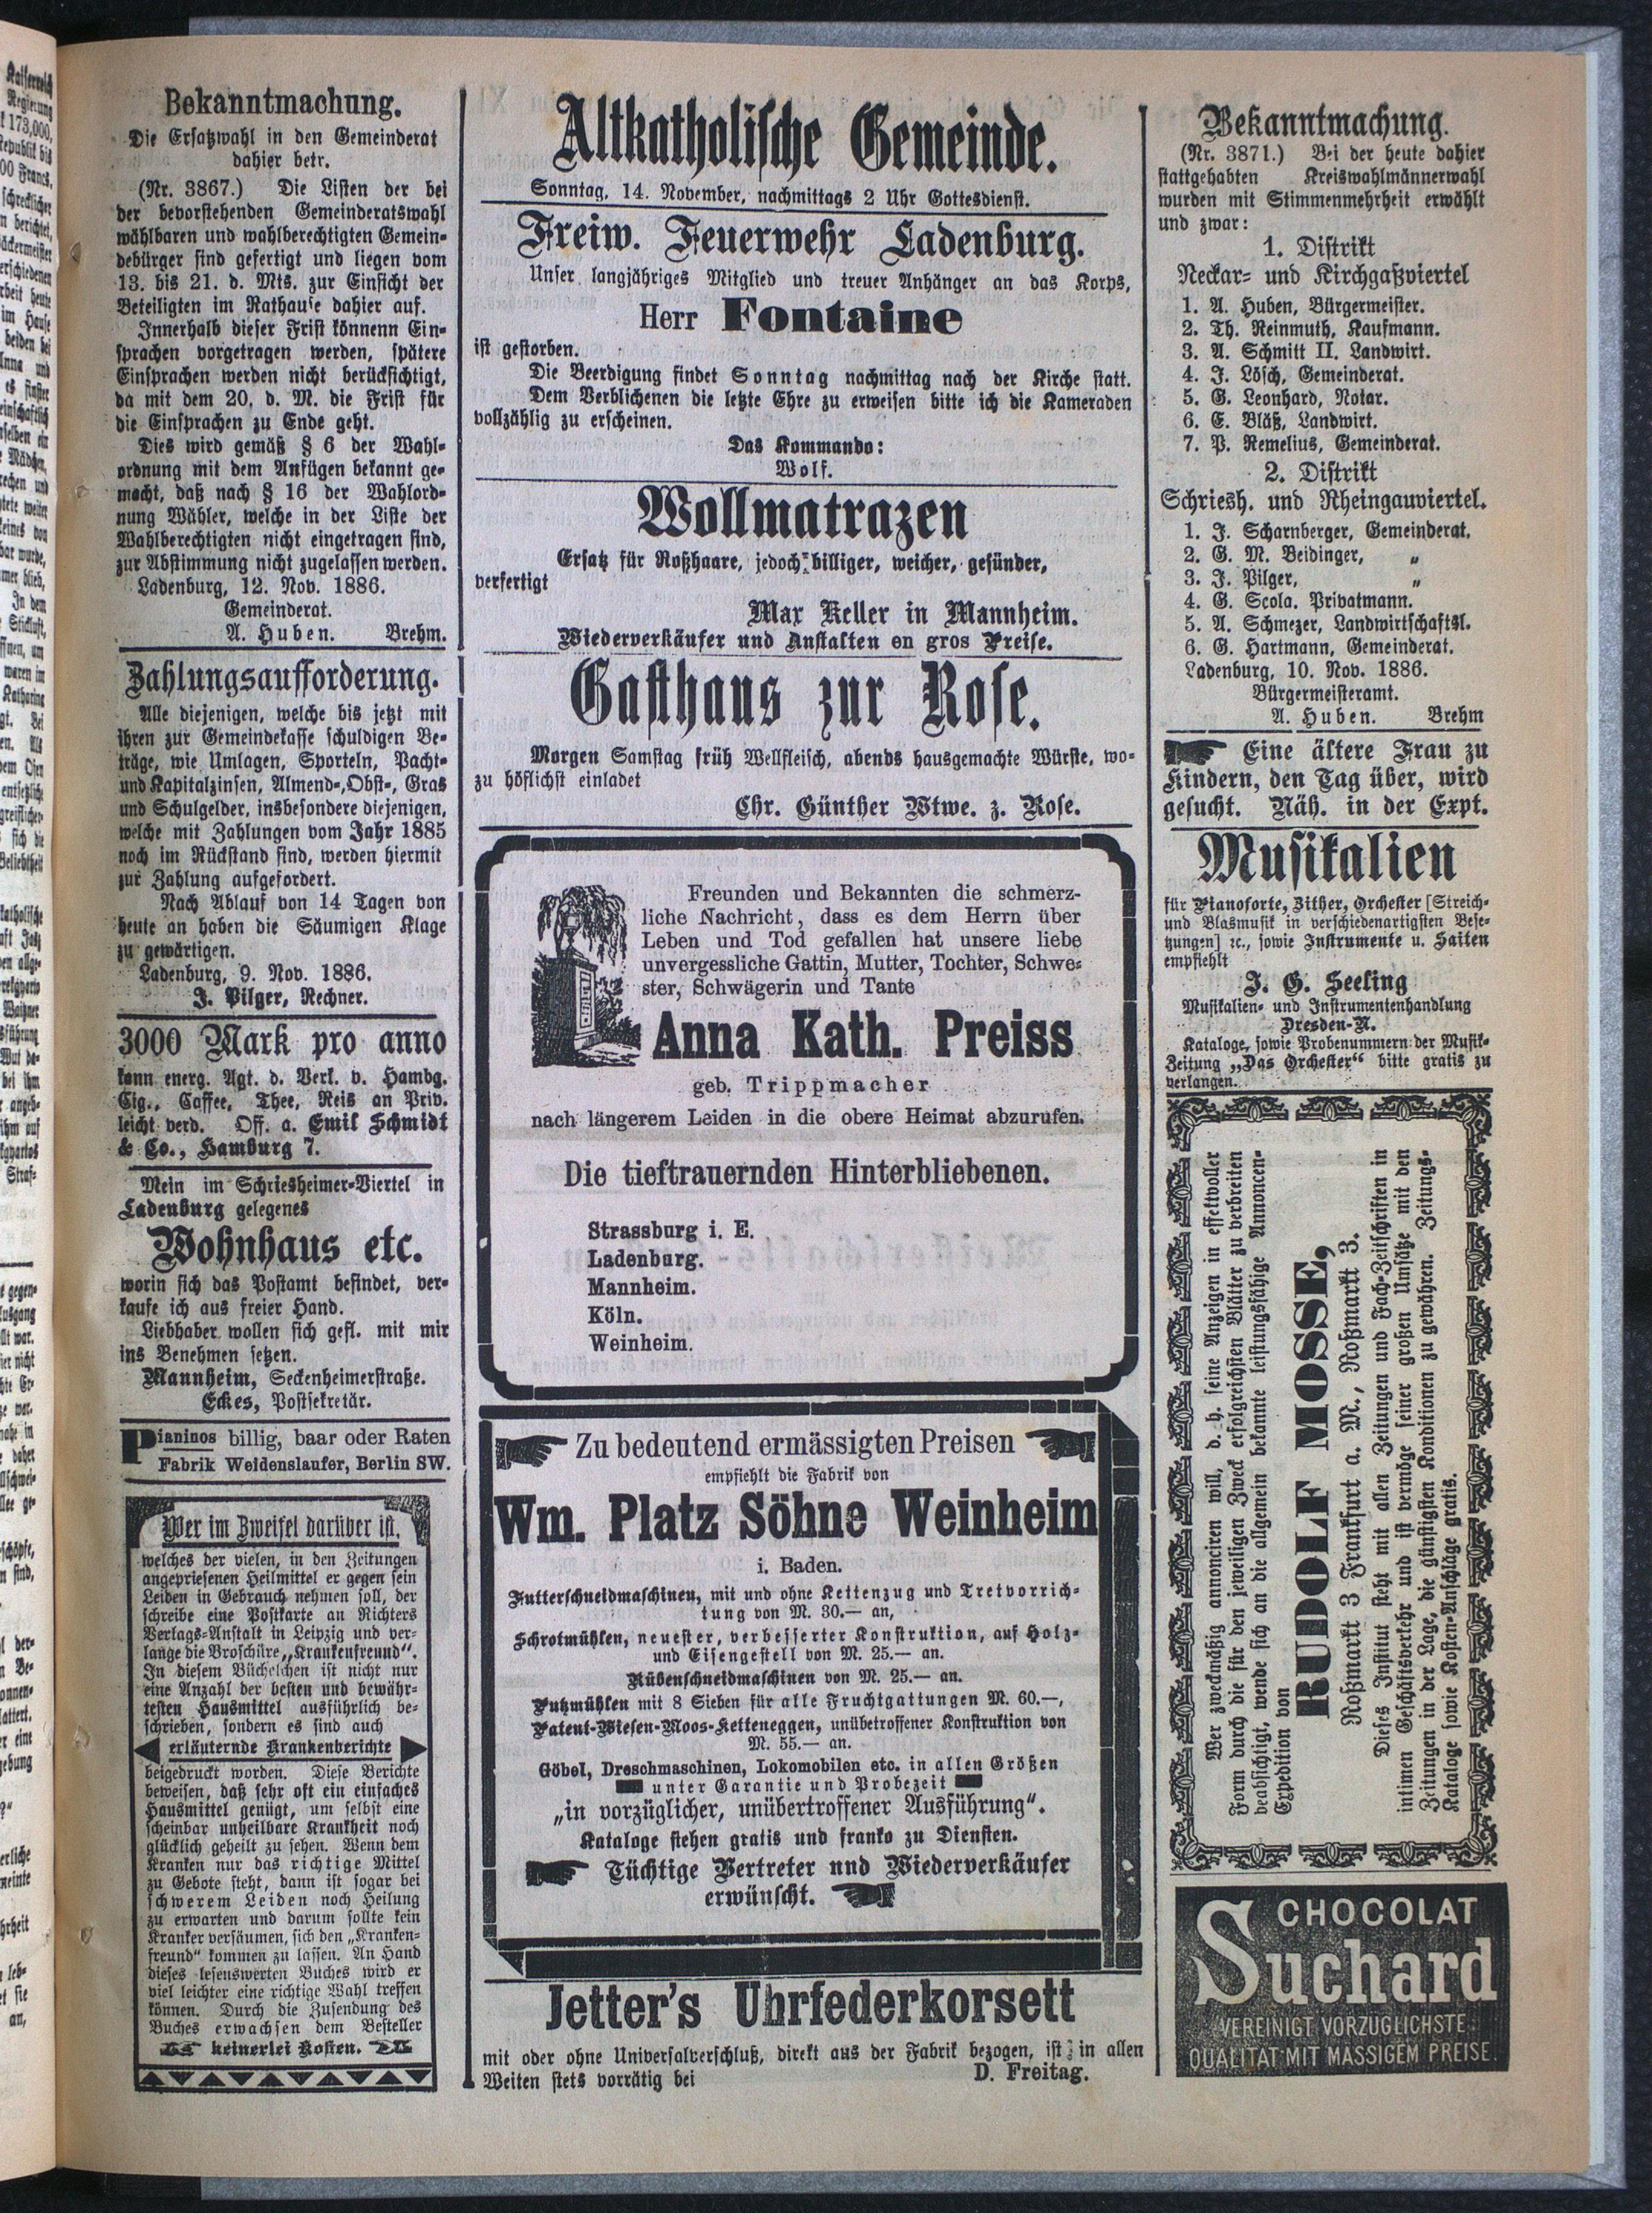 Bekanntmachung.
Die Ersatzwahl in den Gemeinderat
dahier betr.
(Nr. 3867.) Die Listen der bei
der bevorstehenden Gemeinderatswahl
wählbaren und wahlberechtigten Gemein-
debürger sind gefertigt und liegen vom
13. bis 21. d. Mts. zur Einsicht der
Beteiligten im Rathause dahier auf.
Innerhalb dieser Frist könnenn Ein-
sprachen vorgetragen werden, spätere
Einsprachen werden nicht berücksichtigt,
da mit dem 20. d. M. die Frist für
die Einsprachen zu Ende geht.
Dies wird gemäß § 6 der Wahl-
ordnung mit dem Anfügen bekannt ge-
macht, daß nach § 16 der Wahlord-
nung Wähler, welche in der Liste der
Wahlberechtigten nicht eingetragen sind,
zur Abstimmung nicht zugelassen werden.
Ladenburg, 12. Nov. 1886.
Gemeinderat.
A. Huben. Brehm.
Zahlungsaufforderung.
Alle diejenigen, welche bis jetzt mit
ihren zur Gemeindekasse schuldigen Be-
träge, wie Umlagen, Sporteln, Pacht-
und Kapitalzinsen, Almend-, Obst-, Gras
und Schulgelder, insbesondere diejenigen,
welche mit Zahlungen vom Jahr 1885
noch im Rückstand sind, werden hiermit
zur Zahlung aufgefordert.
Nach Ablauf von 14 Tagen von
heute an haben die Säumigen Klage
zu gewärtigen.
Ladenburg, 9. Nov. 1886.
J. Pilger, Rechner.
3000 Mark pro anno
kann energ. Agt. d. Verk. v. Hambg.
Cig., Caffee, Thee, Reis an Priv.
leicht verd. Off. a. Emil Schmidt
& Co., Hamburg 7.
Mein im Schriesheimer-Viertel in
Ladenburg gelegenes
Wohnhaus etc.
worin sich das Postamt befindet, ver-
kaufe ich aus freier Hand.
Liebhaber wollen sich gefl. mit mir
ins Benehmen setzen.
Mannheim, Seckenheimerstraße.
Eckes, Postsekretär.
Pianinos billig, baar oder Raten
Fabrik Weidenslaufer, Berlin SW.
Wer im Zweifel darüber ist,
welches der vielen, in den Zeitungen
angepriesenen Heilmittel er gegen sein
Leiden in Gebrauch nehmen soll, der
schreibe eine Postkarte an Richters
Verlags-Anstalt in Leipzig und ver-
lange die Broschüre „Krankenfreund“.
In diesem Büchelchen ist nicht nur
eine Anzahl der besten und bewähr-
testen Hausmittel ausführlich be-
schrieben, sondern es sind auch
erläuternde Krankenberichte
beigedruckt worden. Diese Berichte
beweisen, daß sehr oft ein einfaches
Hausmittel genügt, um selbst eine
scheinbar unheilbare Krankheit noch
glücklich geheilt zu sehen. Wenn dem
Kranken nur das richtige Mittel
zu Gebote steht, dann ist sogar bei
schwerem Leiden noch Heilung
zu erwarten und darum sollte kein
Kranker versäumen, sich den „Kranken-
freund“ kommen zu lassen. An Hand
dieses lesenswerten Buches wird er
viel leichter eine richtige Wahl treffen
können. Durch die Zusendung des
Buches erwachsen dem Besteller
keinerlei Kosten.
Altkatholische Gemeinde.
Sonntag, 14. November, nachmittags 2 Uhr Gottesdienst.
Freiw. Feuerwehr Ladenburg.
Unser langjähriges Mitglied und treuer Anhänger an das Korps,
Herr Fontaine
ist gestorben.
Die Beerdigung findet Sonntag nachmittag nach der Kirche statt.
Dem Verblichenen die letzte Ehre zu erweisen bitte ich die Kameraden
vollzählig zu erscheinen.
Das Kommando:
Wolf.
Wollmatrazen
Ersatz für Roßhaare, jedoch billiger, weicher, gesünder,
verfertigt
Max Keller in Mannheim.
Wiederverkäufer und Anstalten en gros Preise.
Gasthaus zur Rose.
Morgen Samstag früh Wellfleisch, abends hausgemachte Würste, wo-
zu höflichst einladet
Chr. Günther Wtwe. z. Rose.
Freunden und Bekannten die schmerz-
liche Nachricht, dass es dem Herrn über
Leben und Tod gefallen hat unsere liebe
unvergessliche Gattin, Mutter, Tochter, Schwe-
ster, Schwägerin und Tante
Anna Kath. Preiss
geb. Trippmacher
nach längerem Leiden in die obere Heimat abzurufen.
Die tieftrauernden Hinterbliebenen.
Strassburg i. E.
Ladenburg.
Mannheim.
Köln.
Weinheim.
Zu bedeutend ermässigten Preisen
empfiehlt die Fabrik von
Wm. Platz Söhne Weinheim
i. Baden.
Futterschneidmaschinen, mit und ohne Kettenzug und Tretvorrich-
tung von M. 30.— an,
Schrotmühlen, neuester, verbesserter Konstruktion, auf Holz-
und Eisengestell von M. 25.— an.
Rübenschneidmaschinen von M. 25.— an.
Putzmühlen mit 8 Sieben für alle Fruchtgattungen M. 60.—,
Patent-Wiesen-Moos-Ketteneggen, unübetroffener Konstruktion von
M. 55.— an.
Göbel, Dreschmaschinen, Lokomobilen etc. in allen Größen
unter Garantie und Probezeit
„in vorzüglicher, unübertroffener Ausführung“.
Kataloge stehen gratis und franko zu Diensten.
Tüchtige Vertreter und Wiederverkäufer
erwünscht.
Jetter's Uhrfederkorsett
mit oder ohne Universalverschluß, direkt aus der Fabrik bezogen, ist in allen
Weiten stets vorrätig bei D. Freitag.
Bekanntmachung.
(Nr. 3871.) Bei der heute dahier
stattgehabten Kreiswahlmännerwahl
wurden mit Stimmenmehrheit erwählt
und zwar:
1. Distrikt
Neckar- und Kirchgaßviertel
1. A. Huben, Bürgermeister.
2. Th. Reinmuth, Kaufmann.
3. A. Schmitt II. Landwirt.
4. J. Lösch, Gemeinderat.
5. G. Leonhard, Notar.
6. E. Bläß, Landwirt.
7. P. Remelius, Gemeinderat.
2. Distrikt
Schriesh. und Rheingauviertel.
1. J. Scharnberger, Gemeinderat.
2. G. M. Beidinger, „
3. J. Pilger, „
4. G. Scola. Privatmann.
5. A. Schmezer, Landwirtschaftsl.
6. G. Hartmann, Gemeinderat.
Ladenburg, 10. Nov. 1886.
Bürgermeisteramt.
A. Huben. Brehm
Eine ältere Frau zu
Kindern, den Tag über, wird
gesucht. Näh. in der Expt.
Musikalien
für Pianoforte, Zither, Orchester [Streich-
und Blasmusik in verschiedenartigsten Bese-
tzungen] ꝛc., sowie Instrumente u. Saiten
empfiehlt
J. G. Seeling
Musikalien- und Instrumentenhandlung
Dresden-N.
Kataloge, sowie Probenummern der Musik-
Zeitung „Das Orchester“ bitte gratis zu
verlangen.
Wer zweckmäßig annonciren will, d. h. seine Anzeigen in effektvoller
Form durch die für den jeweiligen Zweck erfolgreichsten Blätter zu verbreiten
beabsichtigt, wende sich an die allgemein bekannte leistungsfähige Annoncen-
Expedition von
RUDOLF MOSSE,
Roßmarkt 3 Frankfurt a. M., Roßmarkt 3.
Dieses Institut steht mit allen Zeitungen und Fach-Zeitschriften in
intimen Geschäftsverkehr und ist vermöge seiner großen Umsätze mit den
Zeitungen in der Lage, die günstigsten Konditionen zu gewähren. Zeitungs-
Kataloge sowie Kosten-Anschläge gratis.
CHOCOLAT
Suchard
VEREINIGT VORZÜGLICHSTE
QUALITÄT MIT MÄSSIGEM PREISE.